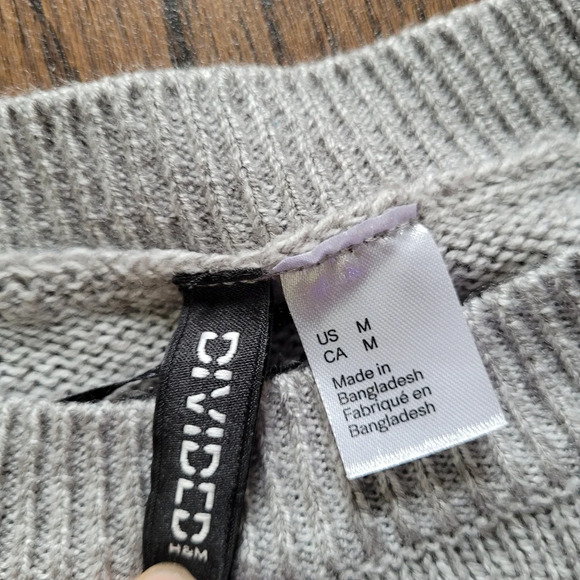 DIVIDED
H&M
US M
CA M
Made in
Bangladesh
Fabriqué en
Bangladesh